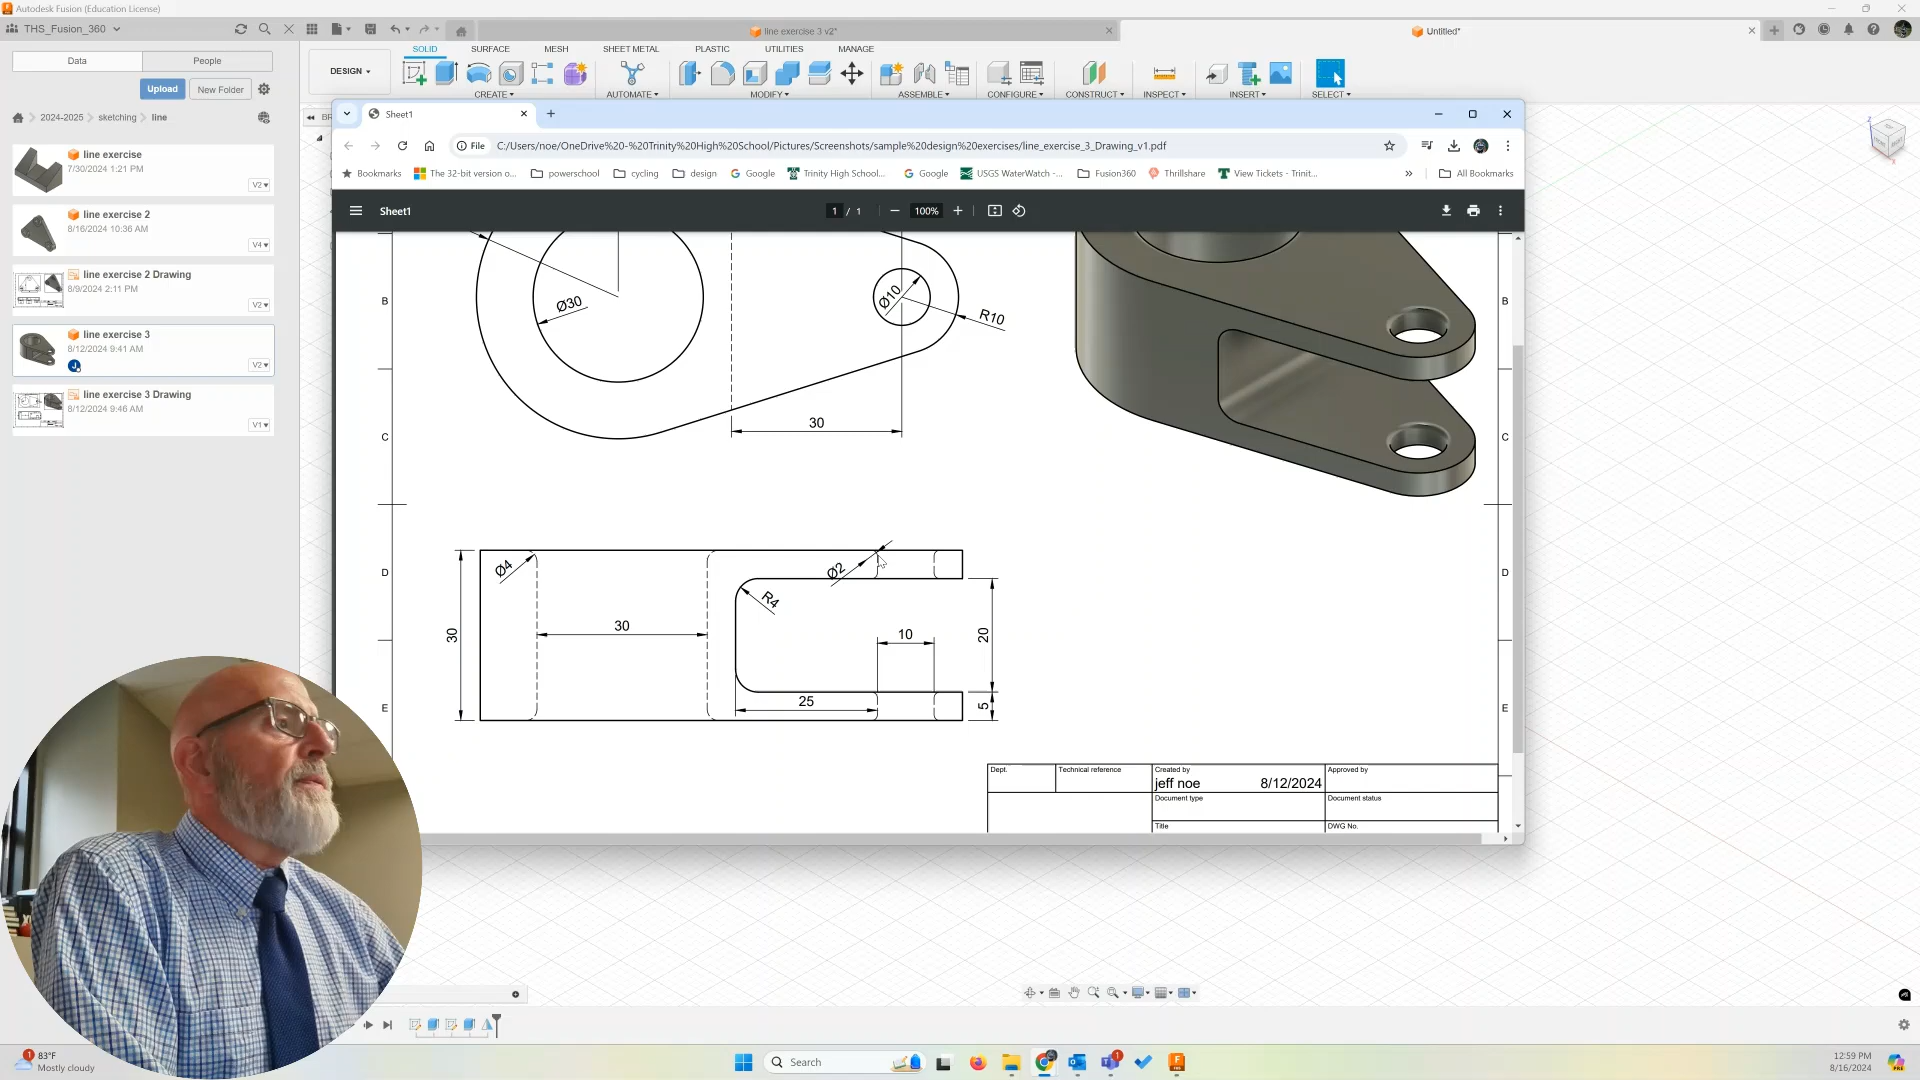 Autodesk Fusion (Education License)
THS_Fusion_360
line exercise 3 v2*
Untitled*
Data
People
Upload
New Folder
2024-2025
sketching
line
line exercise
7/30/2024 1:21 PM
V2
line exercise 2
8/16/2024 10:36 AM
V4
line exercise 2 Drawing
8/9/2024 2:11 PM
V2
line exercise 3
8/12/2024 9:41 AM
J
V2
line exercise 3 Drawing
8/12/2024 9:46 AM
V1
DESIGN
SOLID
SURFACE
MESH
SHEET METAL
PLASTIC
UTILITIES
MANAGE
CREATE
AUTOMATE
MODIFY
ASSEMBLE
CONFIGURE
CONSTRUCT
INSPECT
INSERT
SELECT
BR
Sheet1
File
C:/Users/noe/OneDrive%20-%20Trinity%20High%20School/Pictures/Screenshots/sample%20design%20exercises/line_exercise_3_Drawing_v1.pdf
Bookmarks
The 32-bit version o...
powerschool
cycling
design
Google
Trinity High School...
Google
USGS WaterWatch -...
Fusion360
Thrillshare
View Tickets - Trinit...
All Bookmarks
Sheet1
1 / 1
100%
B
Ø30
Ø10
R10
B
C
30
C
D
Ø4
Ø2
D
R4
30
30
10
20
E
25
5
E
Dept.
Technical reference
Created by
Approved by
jeff noe
8/12/2024
Document type
Document status
Title
DWG No.
1
83°F
Mostly cloudy
Search
1
12:59 PM
8/16/2024